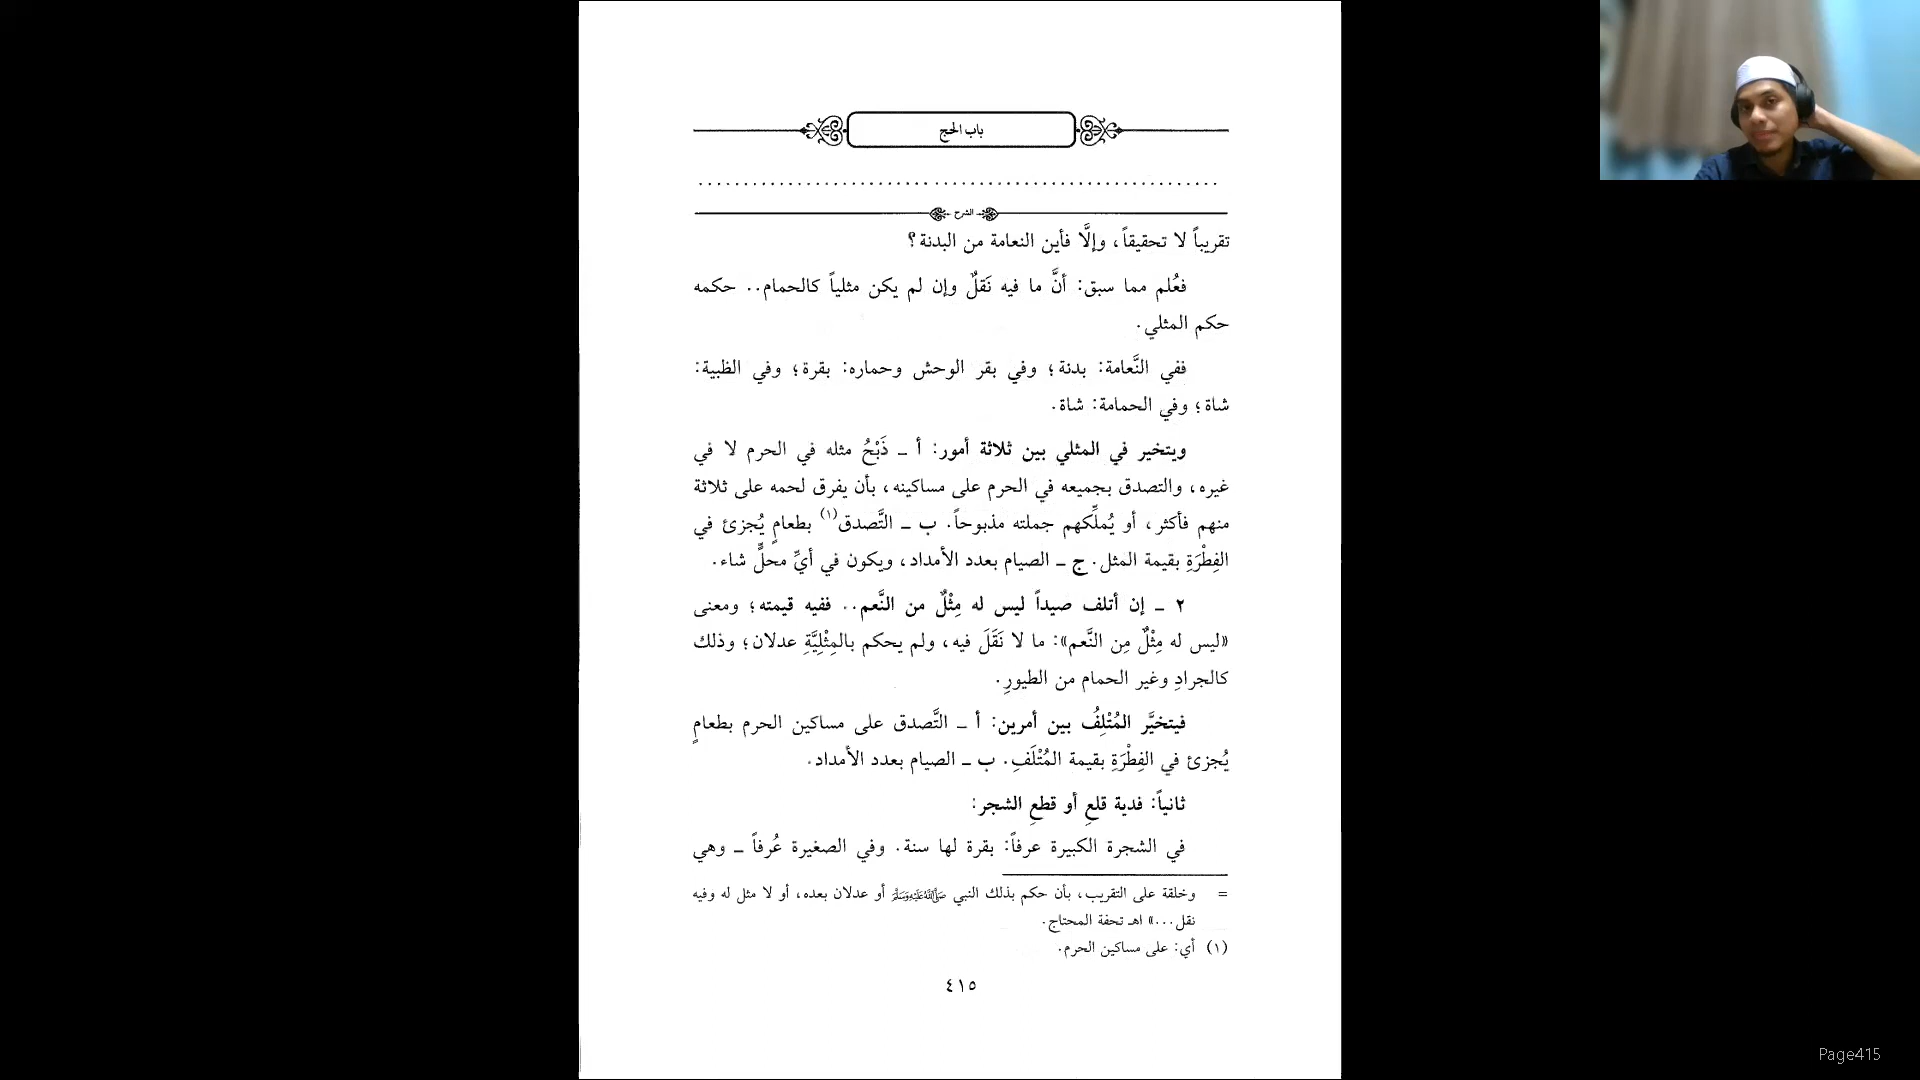 باب الحج
الشرح
تقريباً لا تحقيقاً، وإلَّا فأين النعامة من البدنة؟
فعُلم مما سبق: أنَّ ما فيه نَقلٌ وإن لم يكن مثلياً كالحمام.. حكمه
حكم المثلي.
ففي النَّعامة: بدنة؛ وفي بقر الوحش وحماره: بقرة؛ وفي الظبية:
شاة؛ وفي الحمامة: شاة.
ويتخير في المثلي بين ثلاثة أمور: أ ـ ذَبْحُ مثله في الحرم لا في
غيره، والتصدق بجميعه في الحرم على مساكينه، بأن يفرق لحمه على ثلاثة
منهم فأكثر، أو يُملِّكهم جملته مذبوحاً. ب ـ التَّصدق(١) بطعامٍ يُجزئ في
الفِطْرَةِ بقيمة المثل. ج ـ الصيام بعدد الأمداد، ويكون في أيِّ محلٍّ شاء.
٢ ـ إن أتلف صيداً ليس له مِثْلٌ من النَّعم.. ففيه قيمته؛ ومعنى
«ليس له مِثْلٌ مِن النَّعم»: ما لا نَقَلَ فيه، ولم يحكم بالمِثْلِيَّةِ عدلان؛ وذلك
كالجرادِ وغير الحمام من الطيورِ.
فيتخيَّر المُتْلِفُ بين أمرين: أ ـ التَّصدق على مساكين الحرم بطعامٍ
يُجزئ في الفِطْرَةِ بقيمة المُتْلَفِ. ب ـ الصيام بعدد الأمداد.
ثانياً: فدية قلعِ أو قطعِ الشجر:
في الشجرة الكبيرة عرفاً: بقرة لها سنة. وفي الصغيرة عُرفاً ـ وهي
= وخلقة على التقريب، بأن حكم بذلك النبي ﷺ أو عدلان بعده، أو لا مثل له وفيه
نقل...» اهـ تحفة المحتاج.
(١) أي: على مساكين الحرم.
٤١٥
Page415